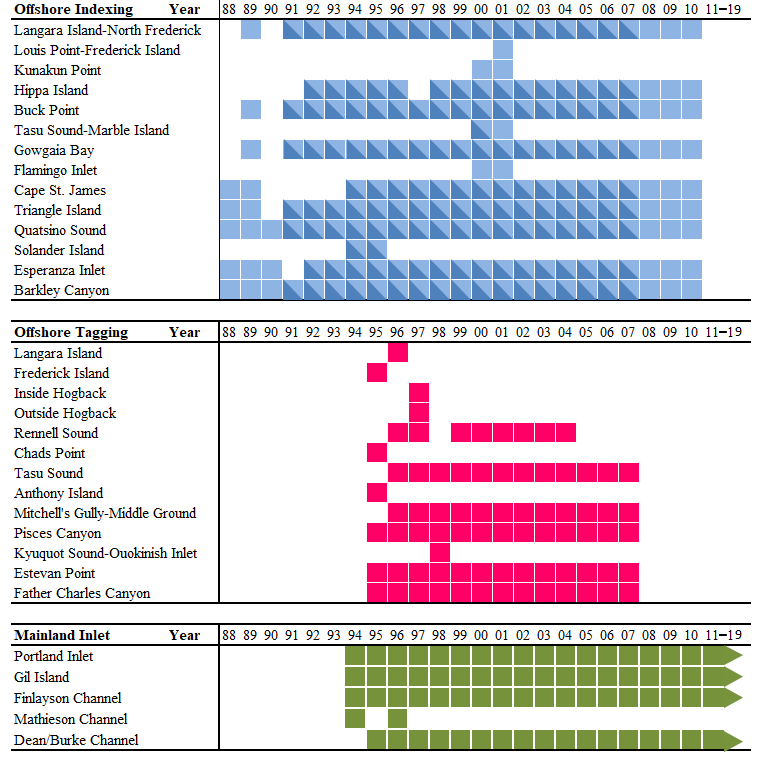 Offshore Indexing Year 88 89 90 91 92 93 94 95 96 97 98 99 00 01 02 03 04 05 06 07 08 09 10 11–19
Langara Island-North Frederick
Louis Point-Frederick Island
Kunakun Point
Hippa Island
Buck Point
Tasu Sound-Marble Island
Gowgaia Bay
Flamingo Inlet
Cape St. James
Triangle Island
Quatsino Sound
Solander Island
Esperanza Inlet
Barkley Canyon
Offshore Tagging Year 88 89 90 91 92 93 94 95 96 97 98 99 00 01 02 03 04 05 06 07 08 09 10 11–19
Langara Island
Frederick Island
Inside Hogback
Outside Hogback
Rennell Sound
Chads Point
Tasu Sound
Anthony Island
Mitchell's Gully-Middle Ground
Pisces Canyon
Kyuquot Sound-Ououkinish Inlet
Estevan Point
Father Charles Canyon
Mainland Inlet Year 88 89 90 91 92 93 94 95 96 97 98 99 00 01 02 03 04 05 06 07 08 09 10 11–19
Portland Inlet
Gil Island
Finlayson Channel
Mathieson Channel
Dean/Burke Channel